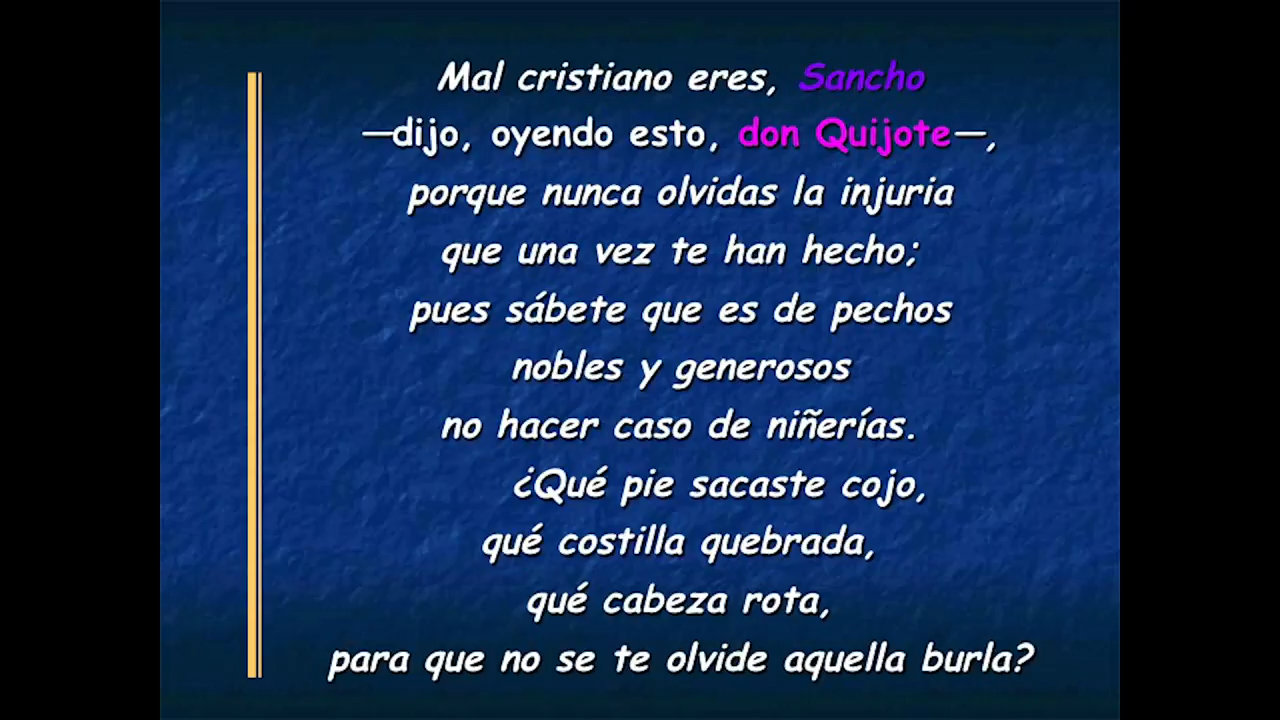 Mal cristiano eres, Sancho
—dijo, oyendo esto, don Quijote—,
porque nunca olvidas la injuria
que una vez te han hecho;
pues sábete que es de pechos
nobles y generosos
no hacer caso de niñerías.
¿Qué pie sacaste cojo,
qué costilla quebrada,
qué cabeza rota,
para que no se te olvide aquella burla?